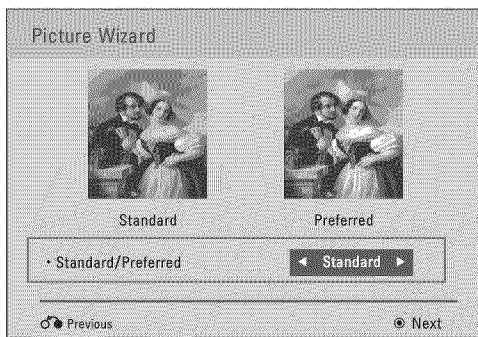 Picture Wizard
Standard Preferred
• Standard/Preferred ◄ Standard ►
Previous Next